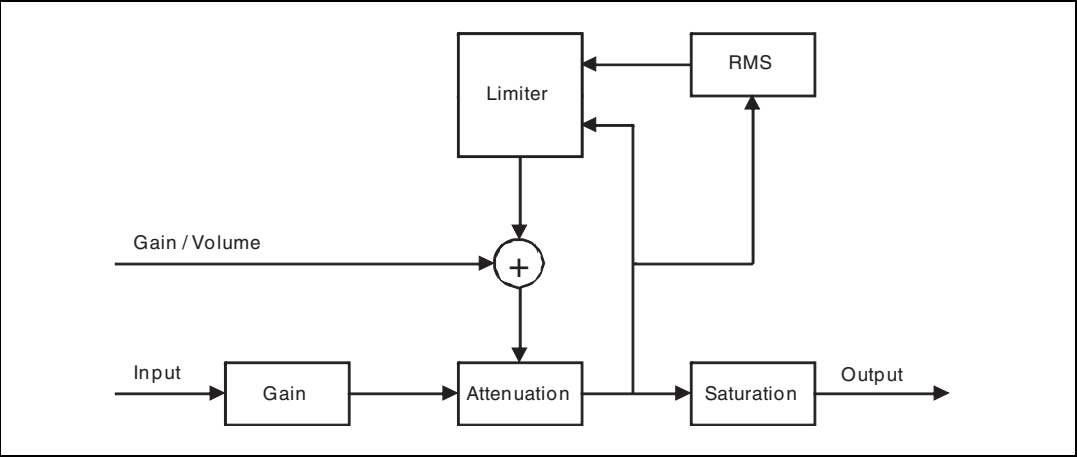 RMS
Limiter
Gain / Volume
+
Input
Gain
Attenuation
Saturation
Output